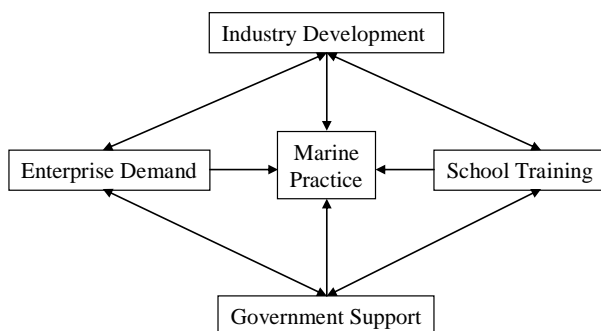 Industry Development
Enterprise Demand
Marine
Practice
School Training
Government Support